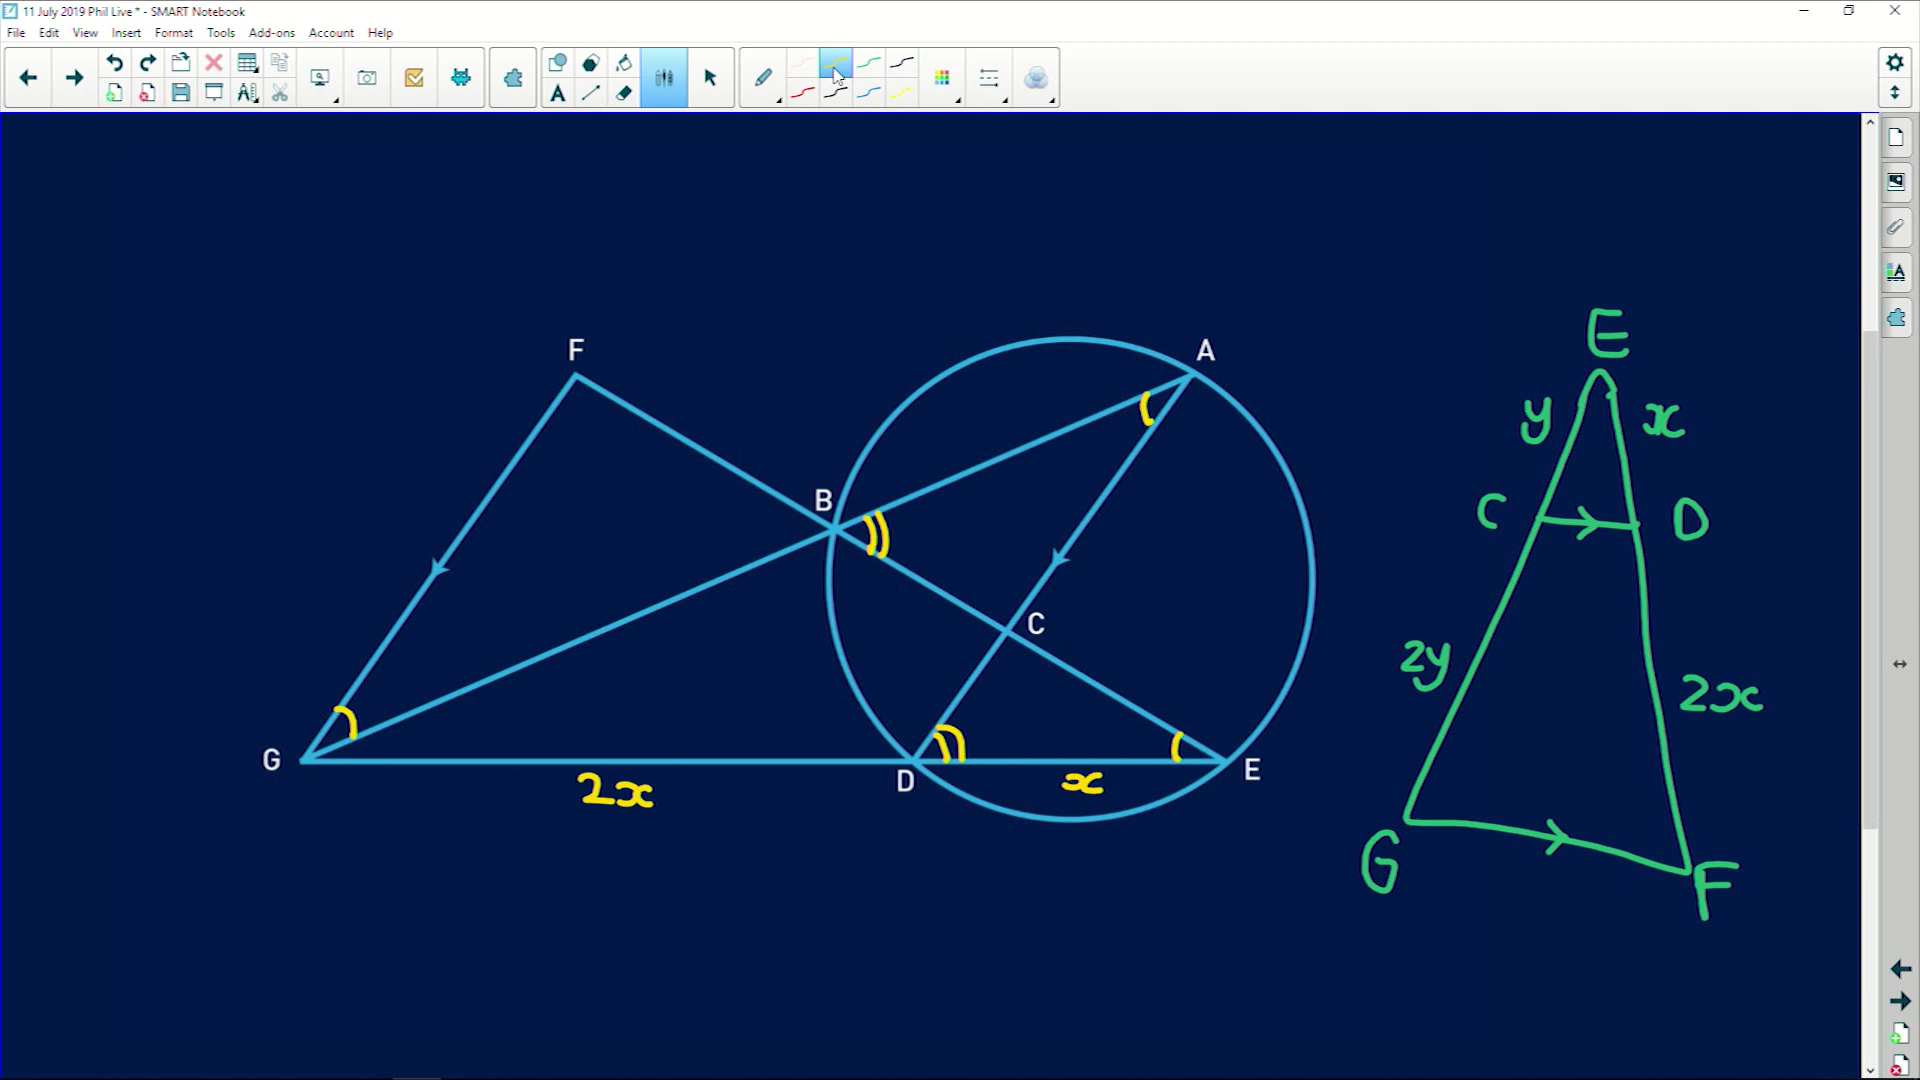 11 July 2019 Phil Live * - SMART Notebook
File Edit View Insert Format Tools Add-ons Account Help
F
A
B
C
G
D
E
2x
x
E
y
x
C
D
2y
2x
G
F